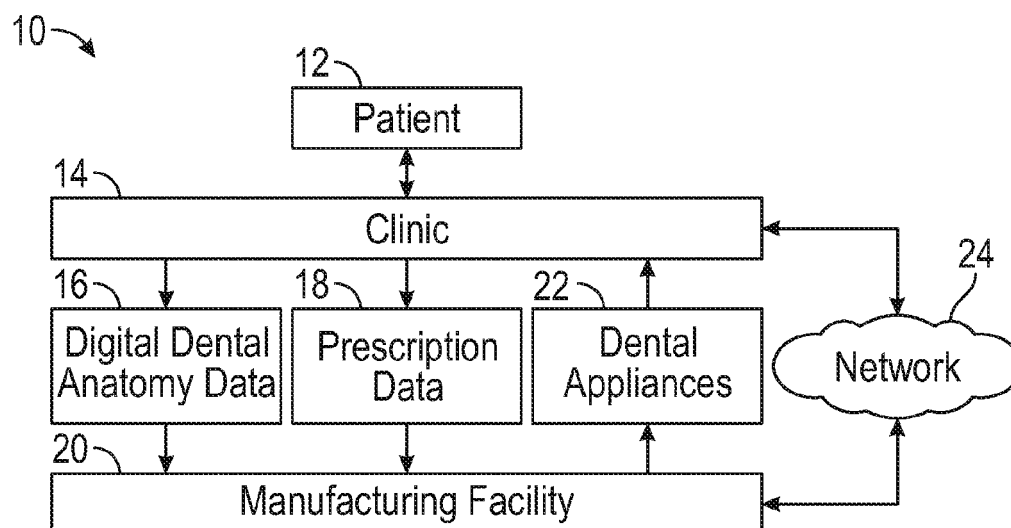 10
12
Patient
14
Clinic
24
16
18
22
Digital Dental
Anatomy Data
Prescription
Data
Dental
Appliances
Network
20
Manufacturing Facility